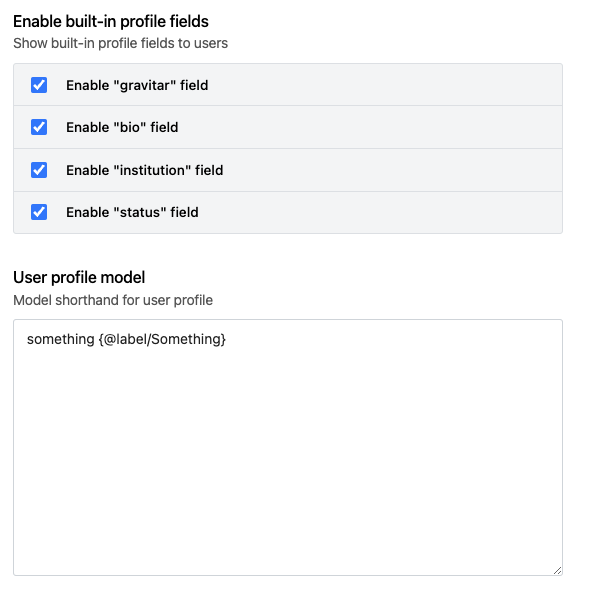 Enable built-in profile fields
Show built-in profile fields to users
Enable "gravitar" field
Enable "bio" field
Enable "institution" field
Enable "status" field
User profile model
Model shorthand for user profile
something {@label/Something}